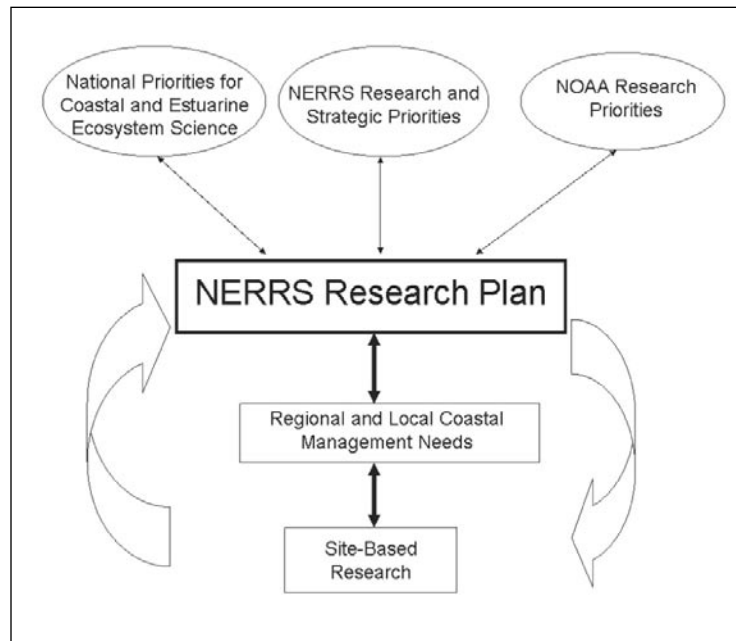 National Priorities for
Coastal and Estuarine
Ecosystem Science
NERRS Research and
Strategic Priorities
NOAA Research
Priorities
NERRS Research Plan
Regional and Local Coastal
Management Needs
Site-Based
Research